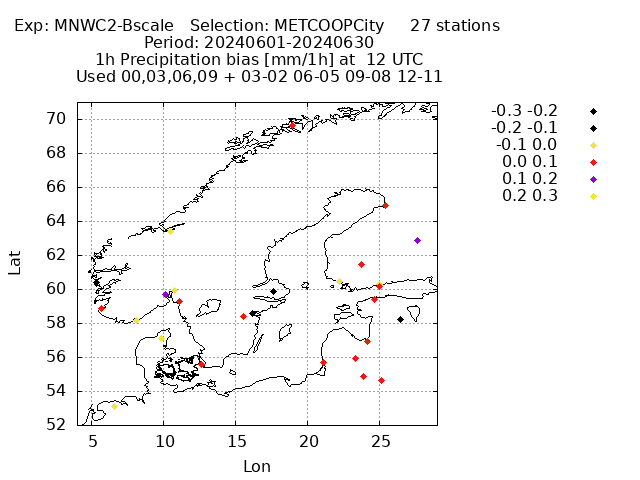 Exp: MNWC2-Bscale   Selection: METCOOPCity     27 stations
Period: 20240601-20240630
1h Precipitation bias [mm/1h] at  12 UTC
Used 00,03,06,09 + 03-02 06-05 09-08 12-11
-0.3 -0.2
-0.2 -0.1
-0.1 0.0
0.0 0.1
0.1 0.2
0.2 0.3
70
68
66
64
62
60
58
56
54
52
Lat
5 10 15 20 25
Lon